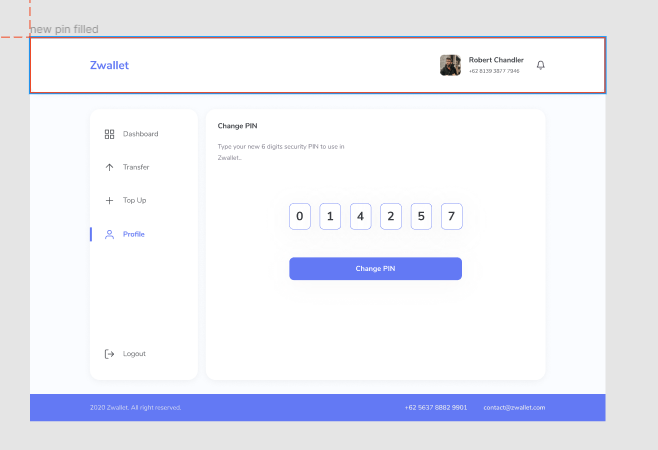 new pin filled
Zwallet
Robert Chandler
+62 8139 3877 7946
Dashboard
Transfer
Top Up
Profile
Logout
Change PIN
Type your new 6 digits security PIN to use in
Zwallet.
0 1 4 2 5 7
Change PIN
2020 Zwallet. All right reserved.
+62 5637 8882 9901
contact@zwallet.com